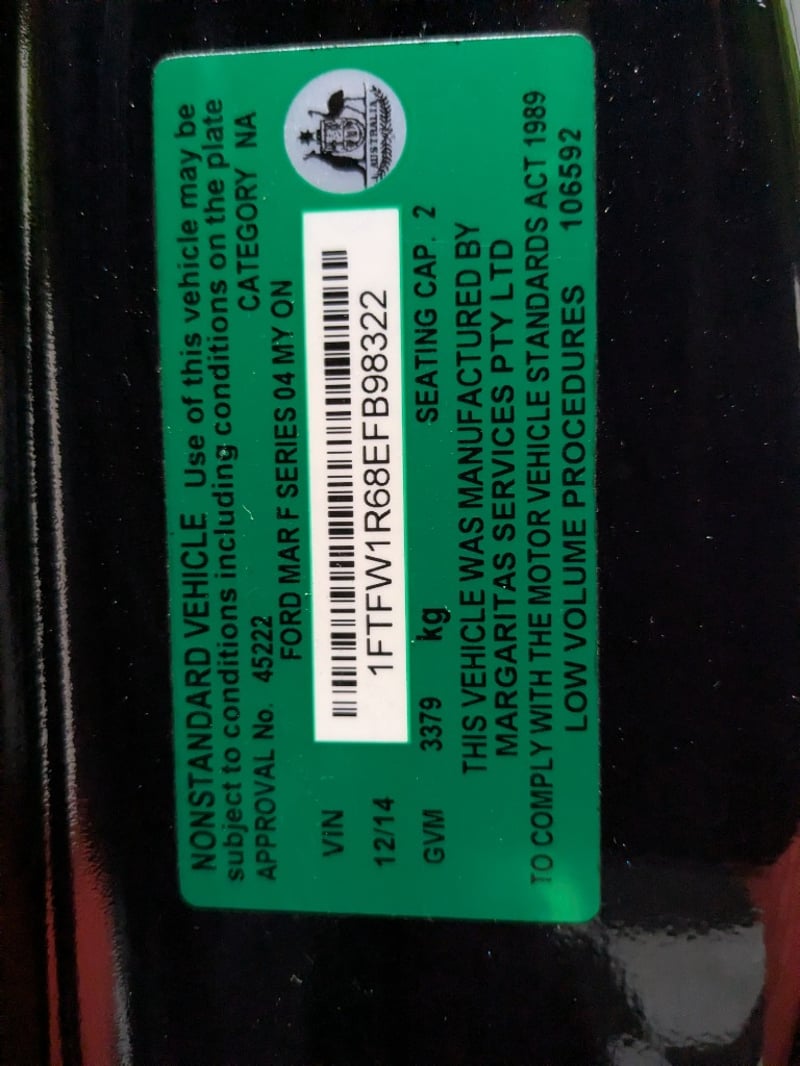 NONSTANDARD VEHICLE Use of this vehicle may be
subject to conditions including conditions on the plate
APPROVAL No. 45222 CATEGORY NA
FORD MAR F SERIES 04 MY ON
VIN
1FTFW1R68EFB98322
12/14
GVM 3379 kg SEATING CAP. 2
THIS VEHICLE WAS MANUFACTURED BY
MARGARITAS SERVICES PTY LTD
TO COMPLY WITH THE MOTOR VEHICLE STANDARDS ACT 1989
LOW VOLUME PROCEDURES 106592
AUSTRALIA